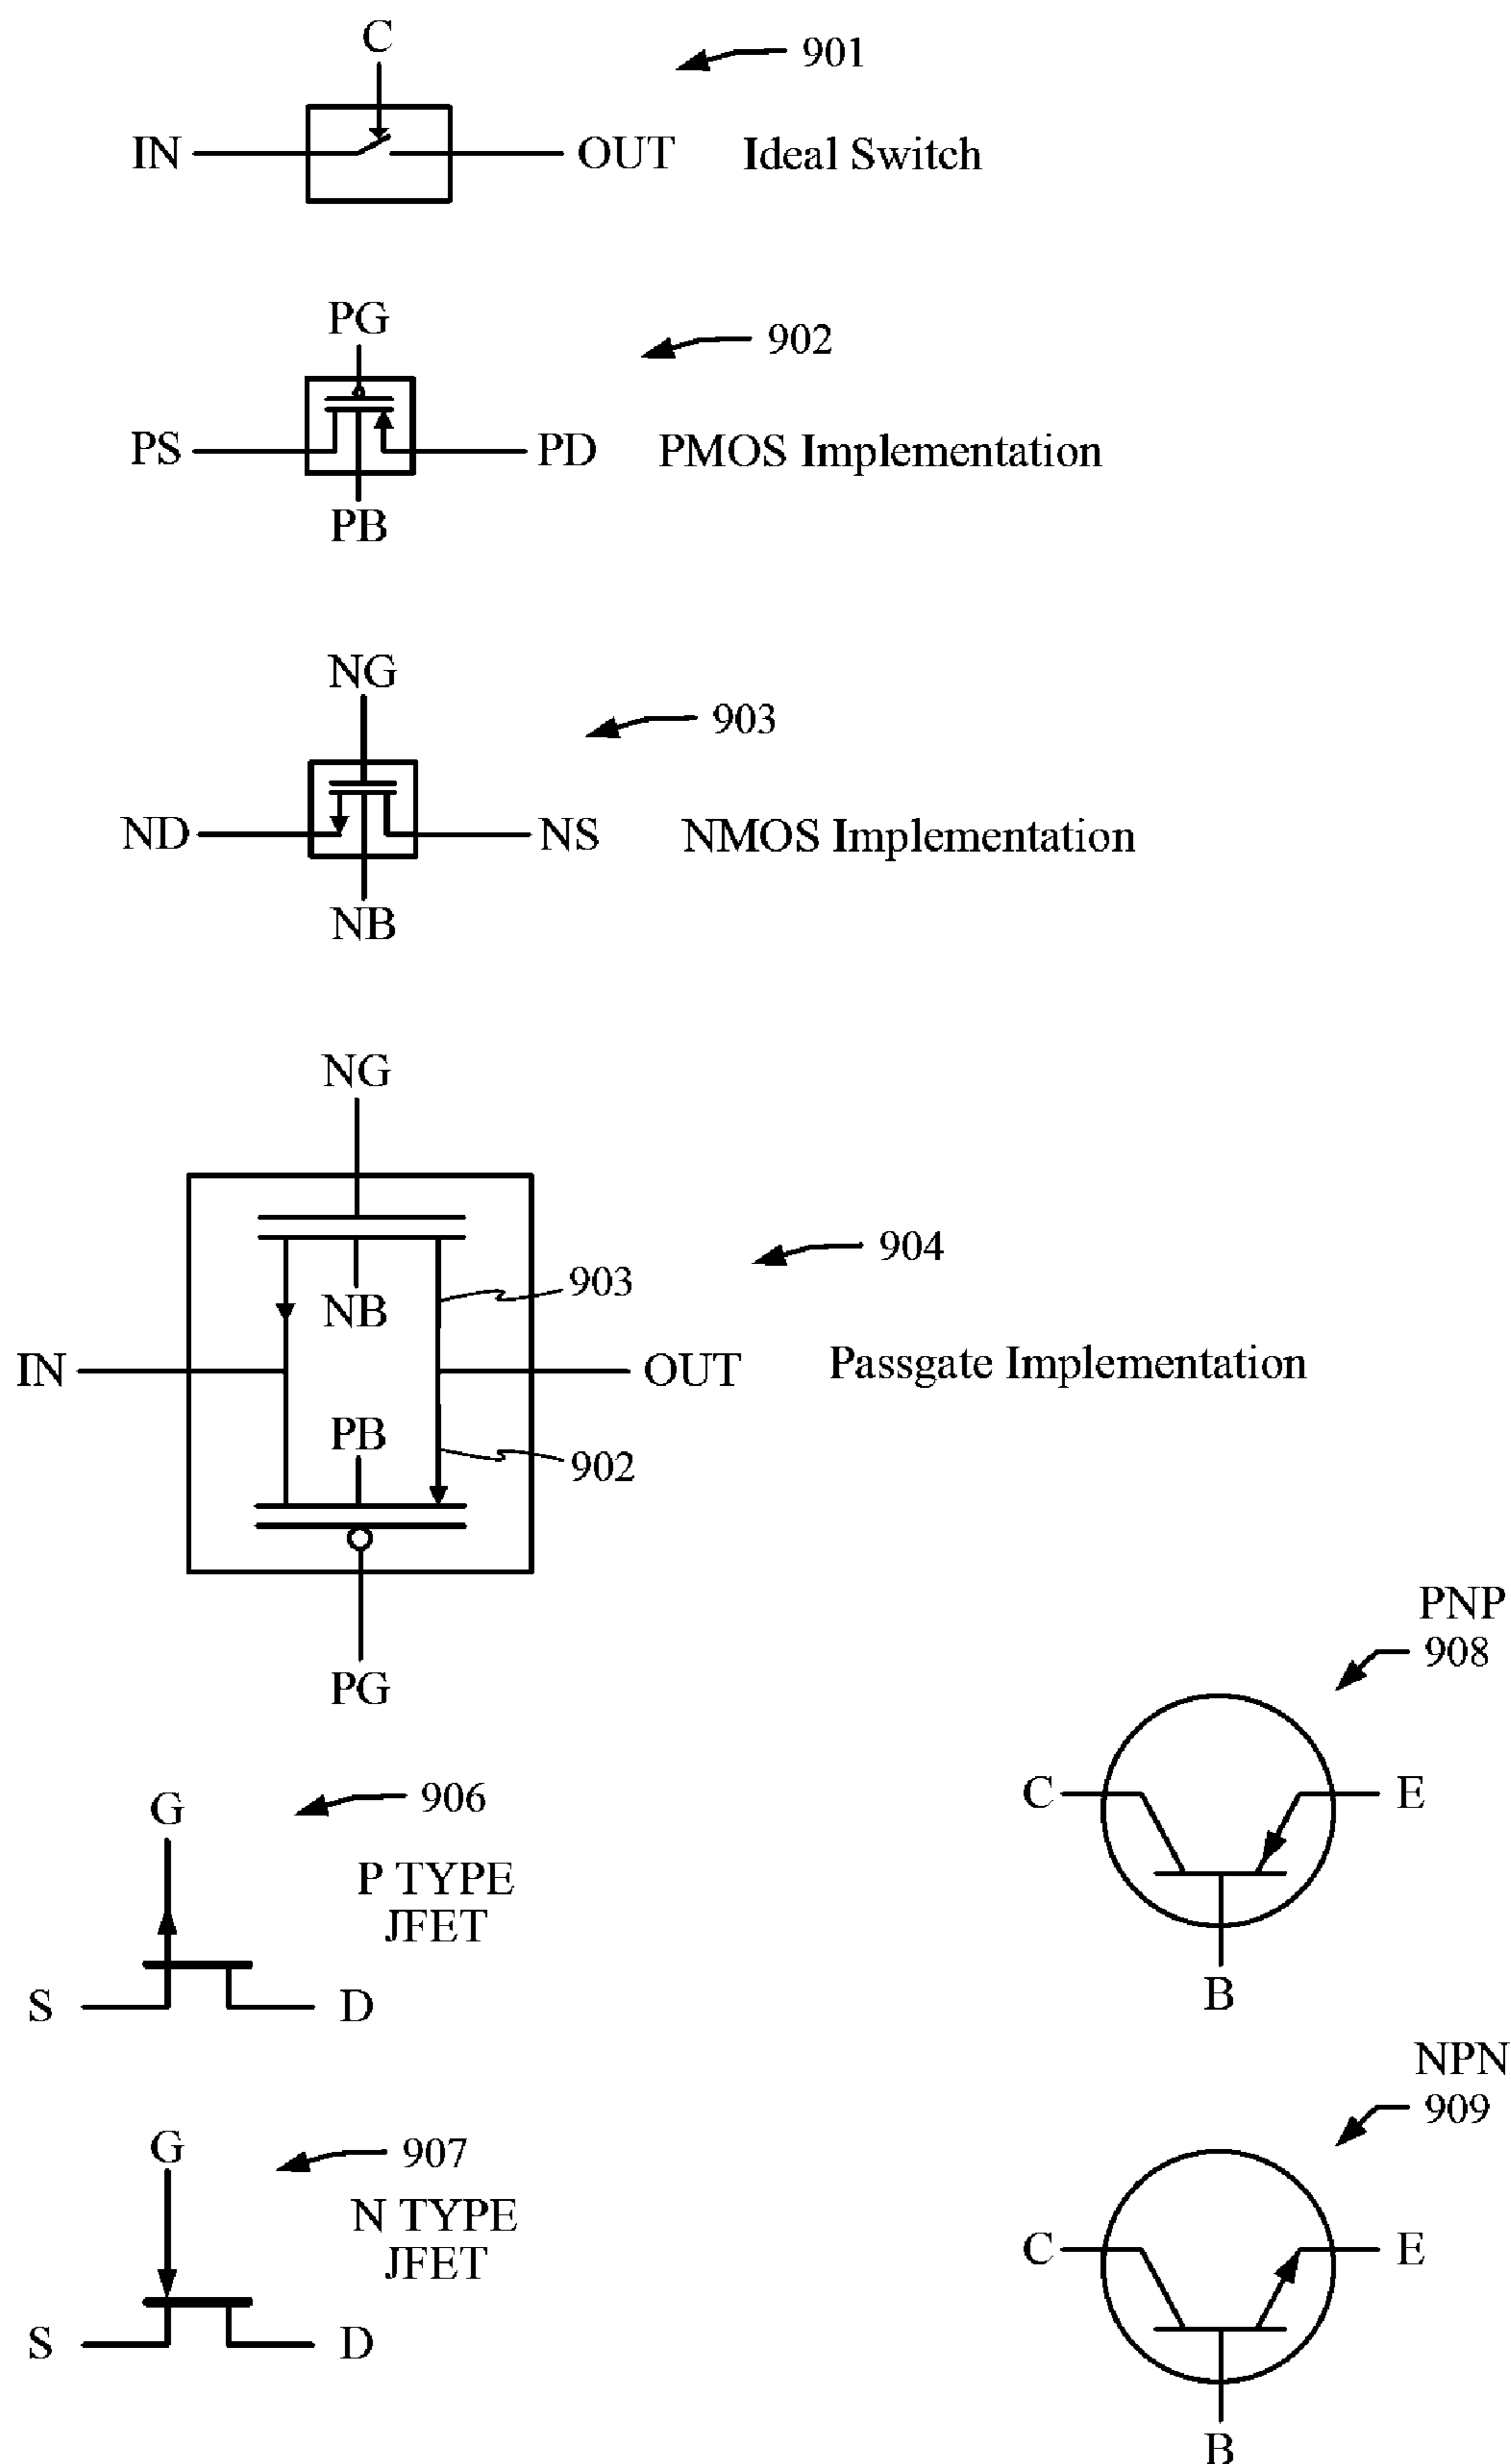 C
901
IN
OUT
Ideal Switch
PG
902
PS
PD
PMOS Implementation
PB
NG
903
ND
NS
NMOS Implementation
NB
NG
904
903
NB
IN
OUT
Passgate Implementation
PB
902
PG
PNP
908
C
E
B
G
906
P TYPE
JFET
S
D
NPN
909
C
E
B
G
907
N TYPE
JFET
S
D